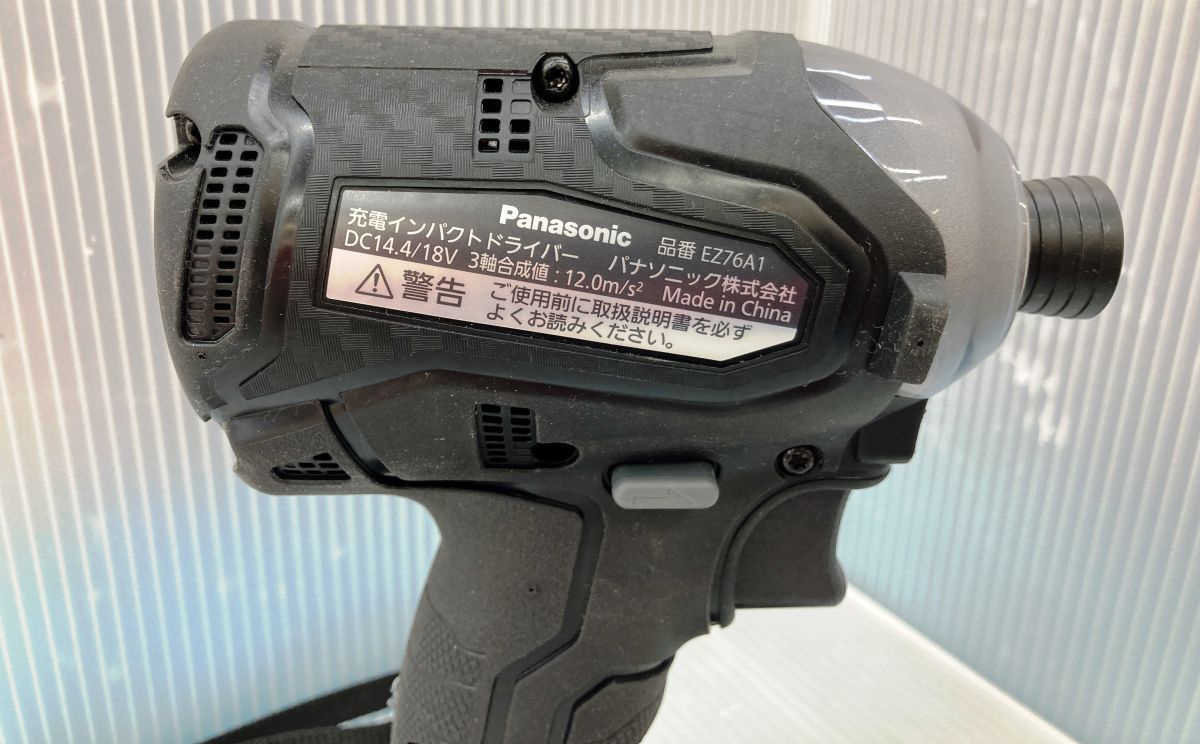 Panasonic 品番 EZ76A1
充電インパクトドライバー パナソニック株式会社
DC14.4/18V 3軸合成値:12.0m/s² Made in China
⚠警告 ご使用前に取扱説明書を必ず
よくお読みください。